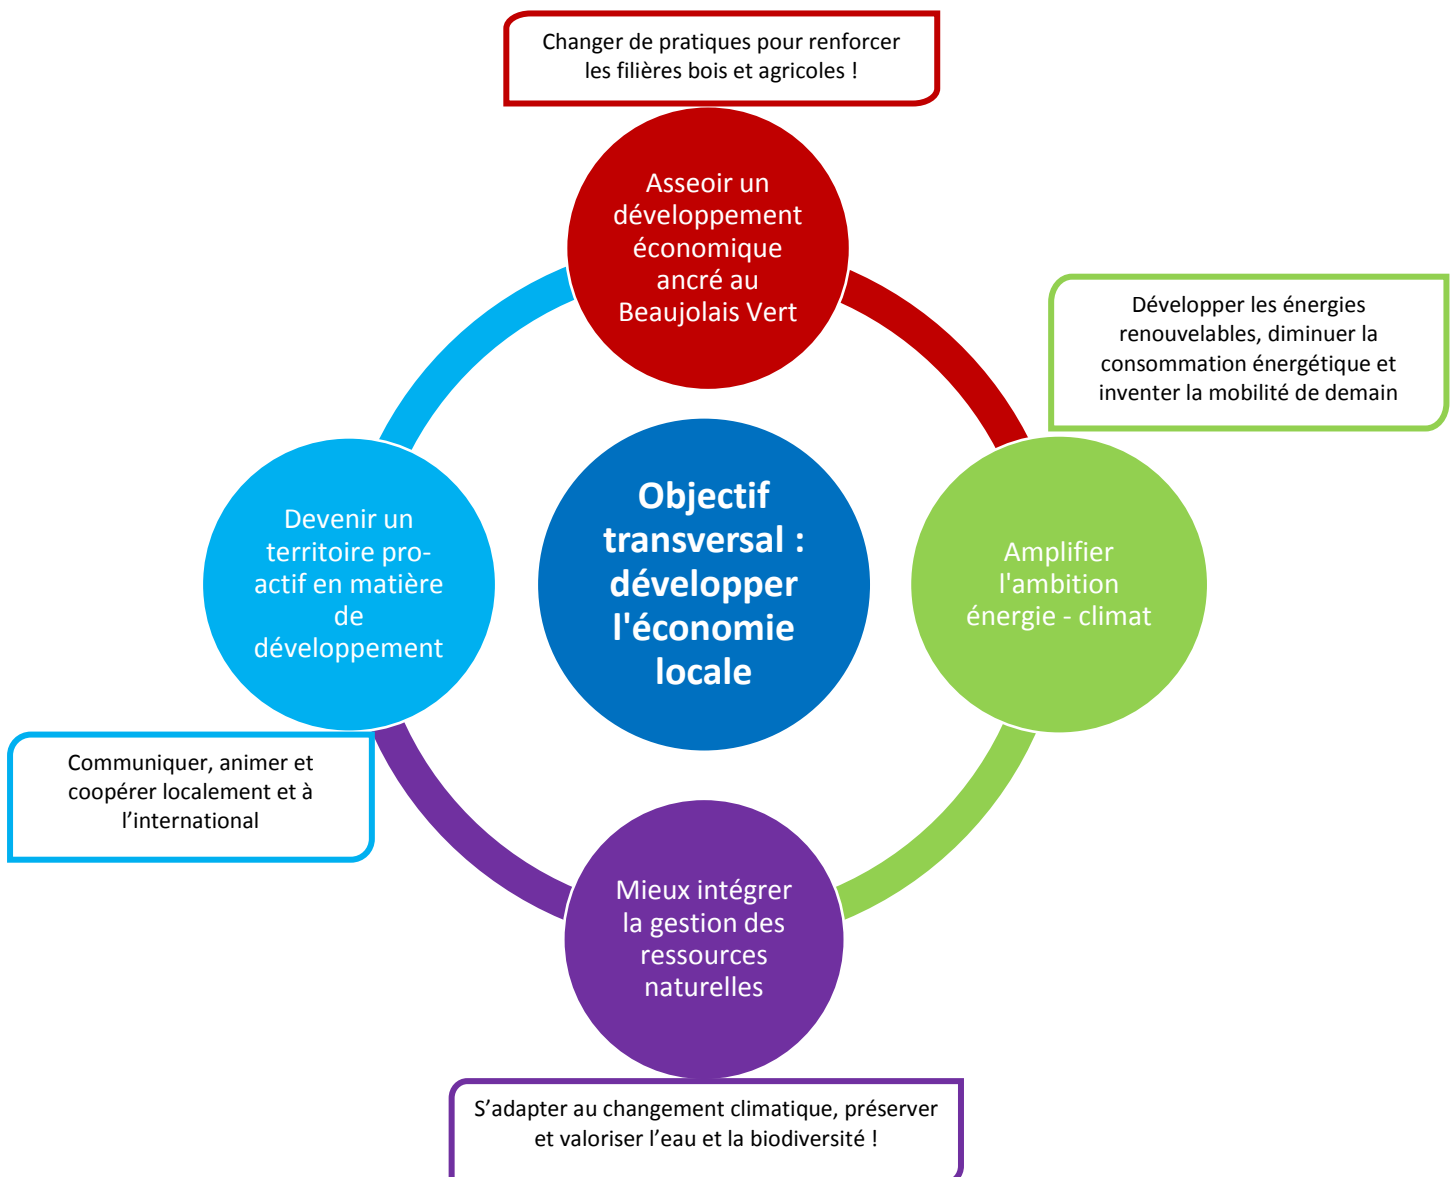 Changer de pratiques pour renforcer
les filières bois et agricoles !
Asseoir un
développement
économique
ancré au
Beaujolais Vert
Développer les énergies
renouvelables, diminuer la
consommation énergétique et
inventer la mobilité de demain
Devenir un
territoire pro-
actif en matière
de
développement
Objectif
transversal :
développer
l'économie
locale
Amplifier
l'ambition
énergie - climat
Communiquer, animer et
coopérer localement et à
l’international
Mieux intégrer
la gestion des
ressources
naturelles
S’adapter au changement climatique, préserver
et valoriser l’eau et la biodiversité !